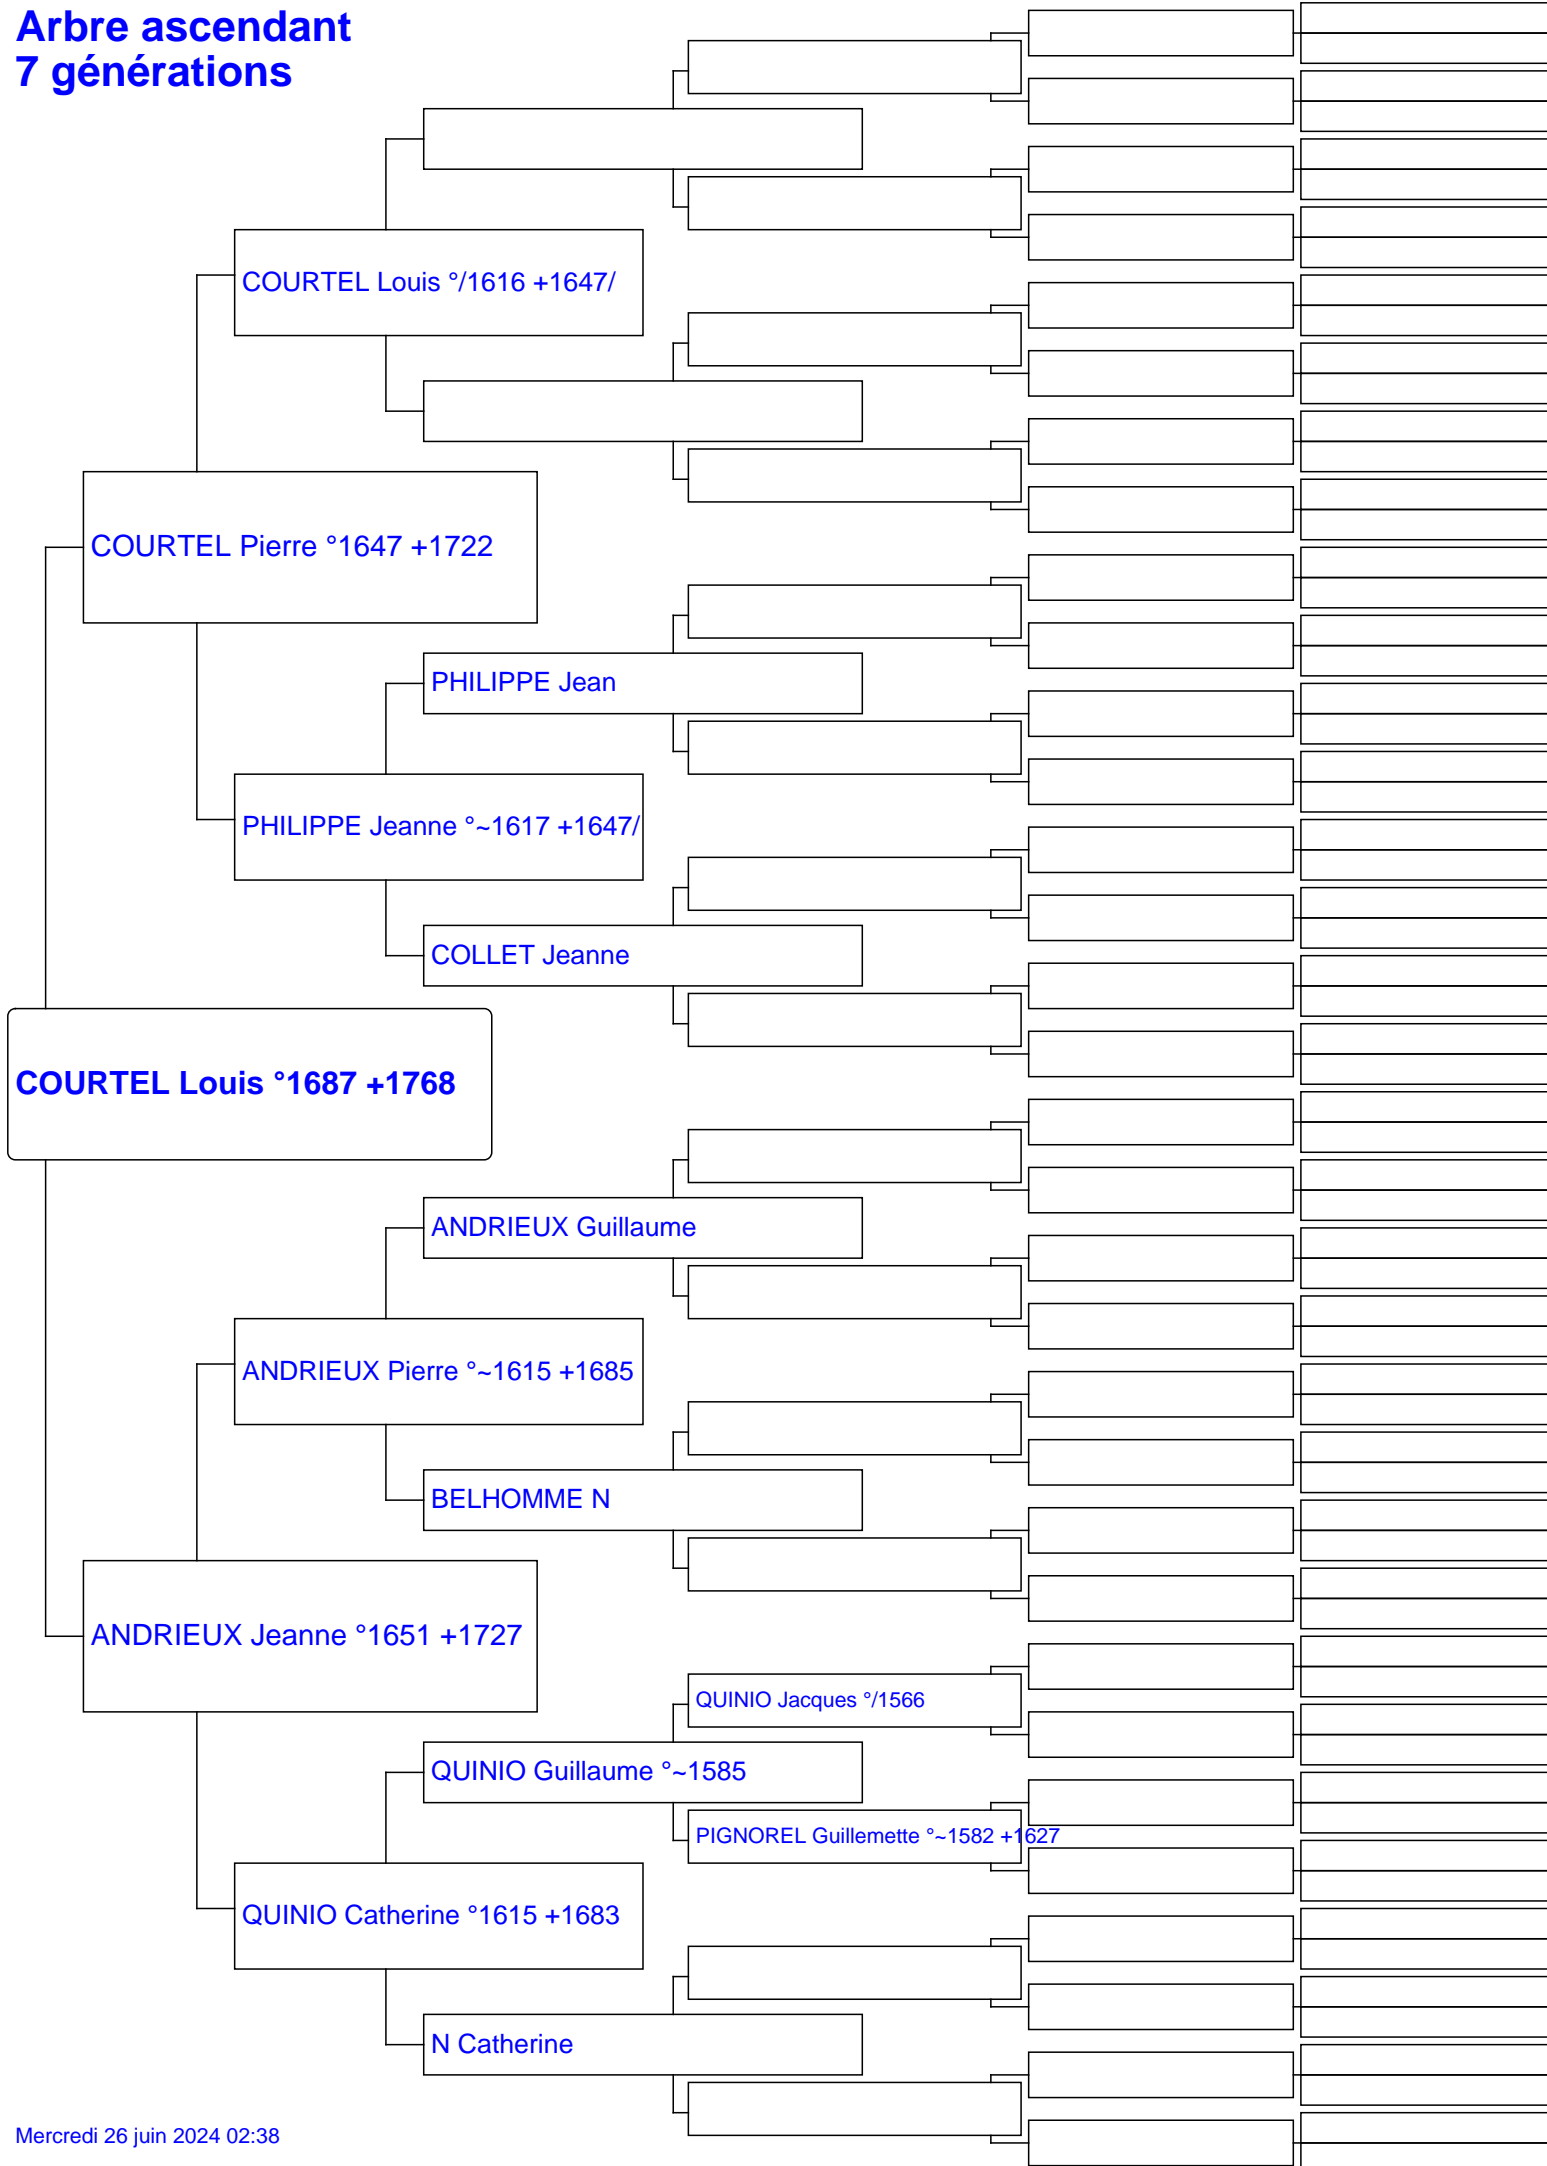 Arbre ascendant
7 générations
COURTEL Louis °/1616 +1647/
COURTEL Pierre °1647 +1722
PHILIPPE Jean
PHILIPPE Jeanne °~1617 +1647/
COLLET Jeanne
COURTEL Louis °1687 +1768
ANDRIEUX Guillaume
ANDRIEUX Pierre °~1615 +1685
BELHOMME N
ANDRIEUX Jeanne °1651 +1727
QUINIO Jacques °/1566
QUINIO Guillaume °~1585
PIGNOREL Guillemette °~1582 +1627
QUINIO Catherine °1615 +1683
N Catherine
Mercredi 26 juin 2024 02:38